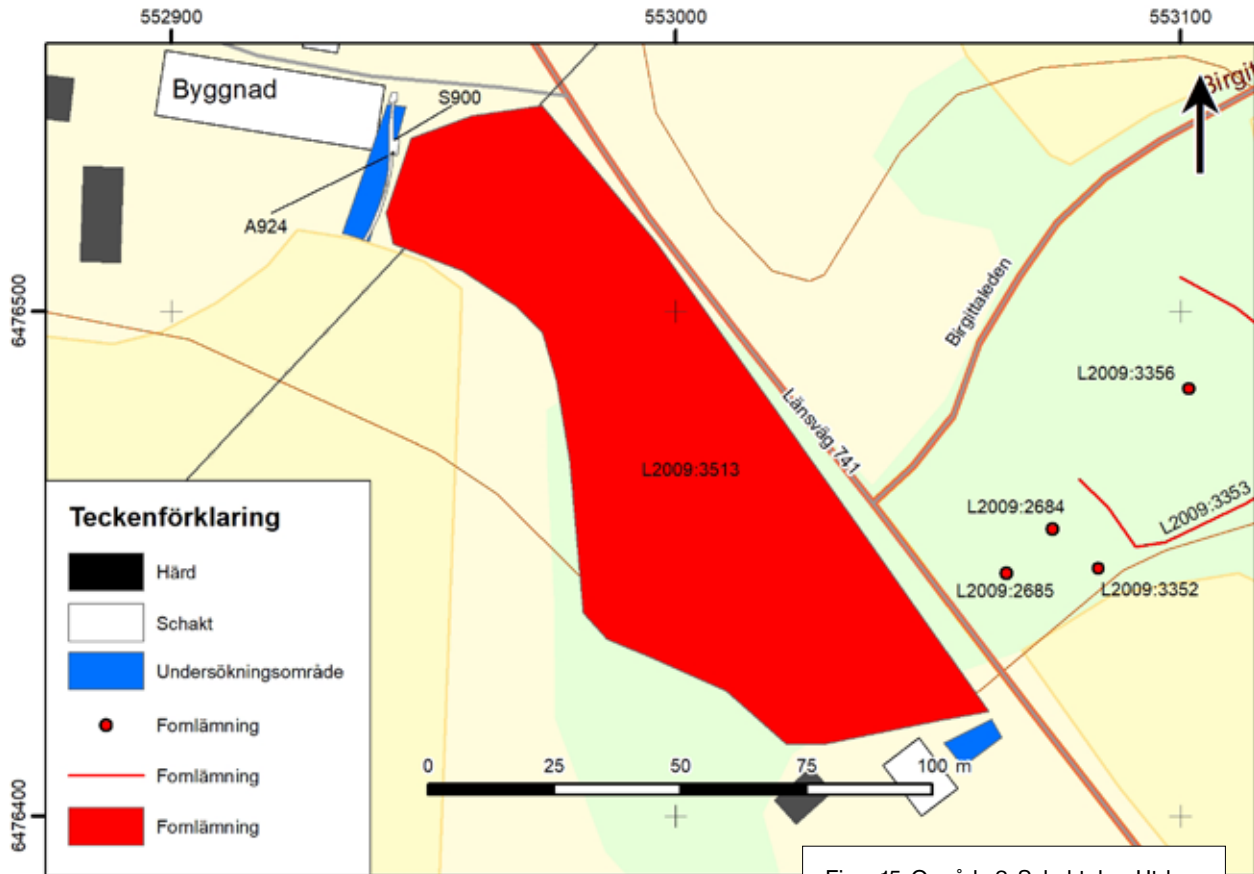 552900
553000
553100
Byggnad
S900
A924
Birgit
6476500
Birgittaleden
L2009:3356
Länsväg 741
L2009:3513
L2009:2684
L2009:3353
L2009:2685
L2009:3352
Teckenförklaring
Härd
Schakt
Undersökningsområde
Fornlämning
Fornlämning
Fornlämning
0 25 50 75 100 m
6476400